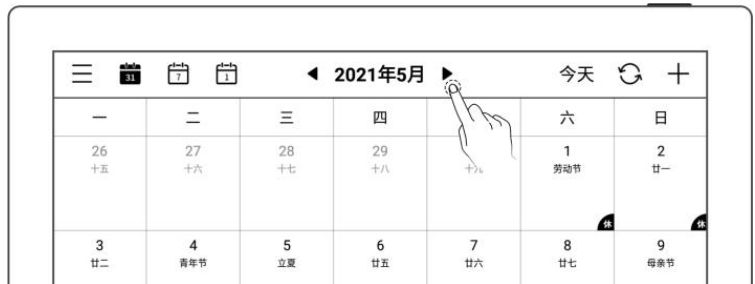 31 7 1 2021年5月 今天
一 二 三 四 六 日
26 27 28 29 1 2
十五 十六 十七 十八 劳动节 廿一
休 休
3 4 5 6 7 8 9
廿二 青年节 立夏 廿五 廿六 廿七 母亲节